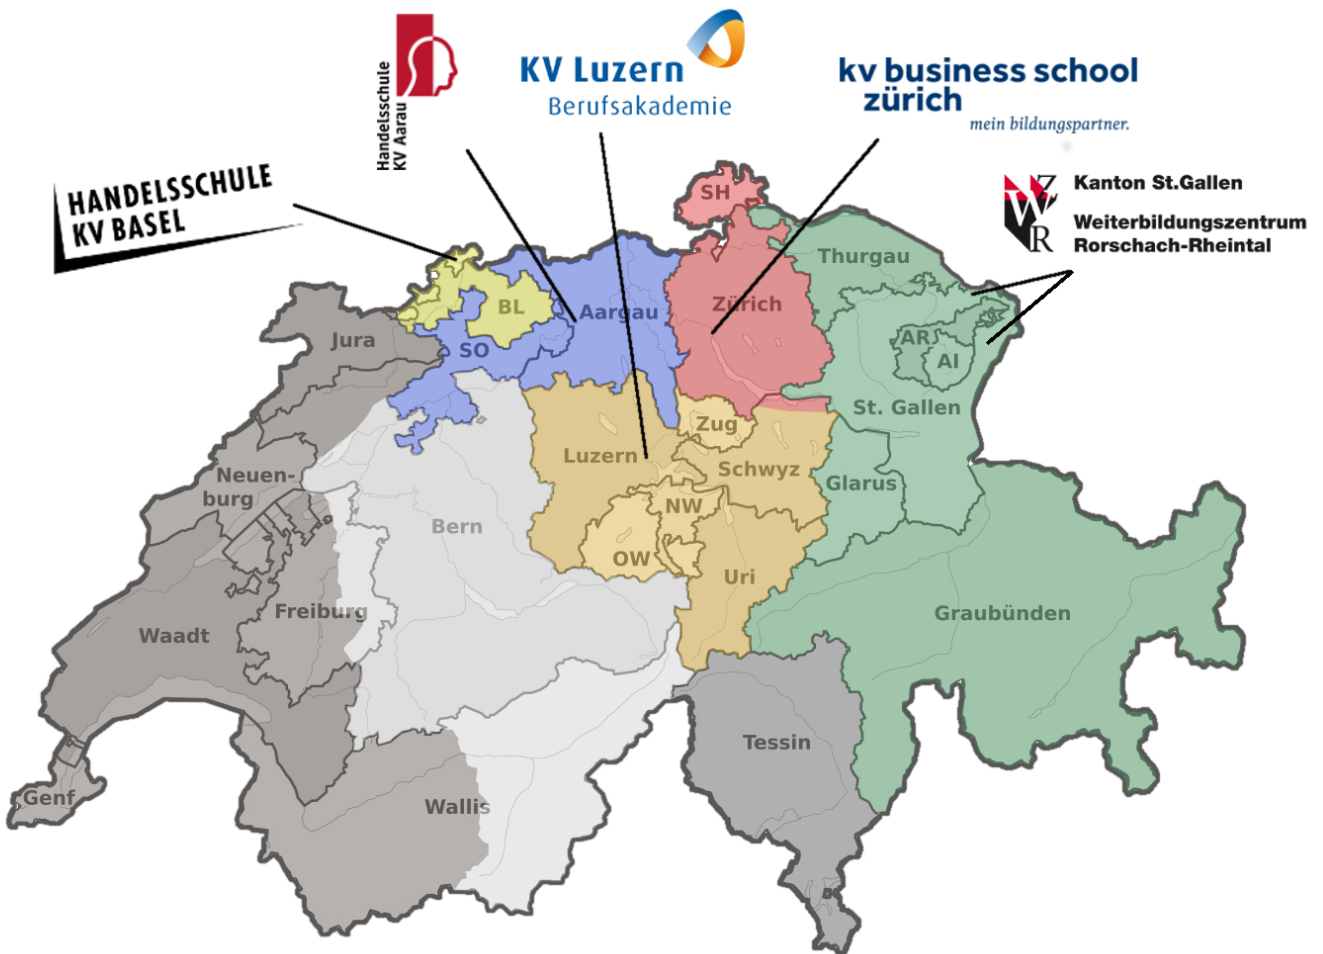 Handelsschule
KV Aarau
KV Luzern
Berufsakademie
kv business school
zürich
mein bildungspartner.
HANDELSSCHULE
KV BASEL
WZR
Kanton St.Gallen
Weiterbildungszentrum
Rorschach-Rheintal
SH
Thurgau
BL
Aargau
Zürich
Jura
SO
AR
AI
St. Gallen
Zug
Luzern
Schwyz
Neuen-
burg
Glarus
NW
Bern
OW
Uri
Freiburg
Graubünden
Waadt
Tessin
Genf
Wallis